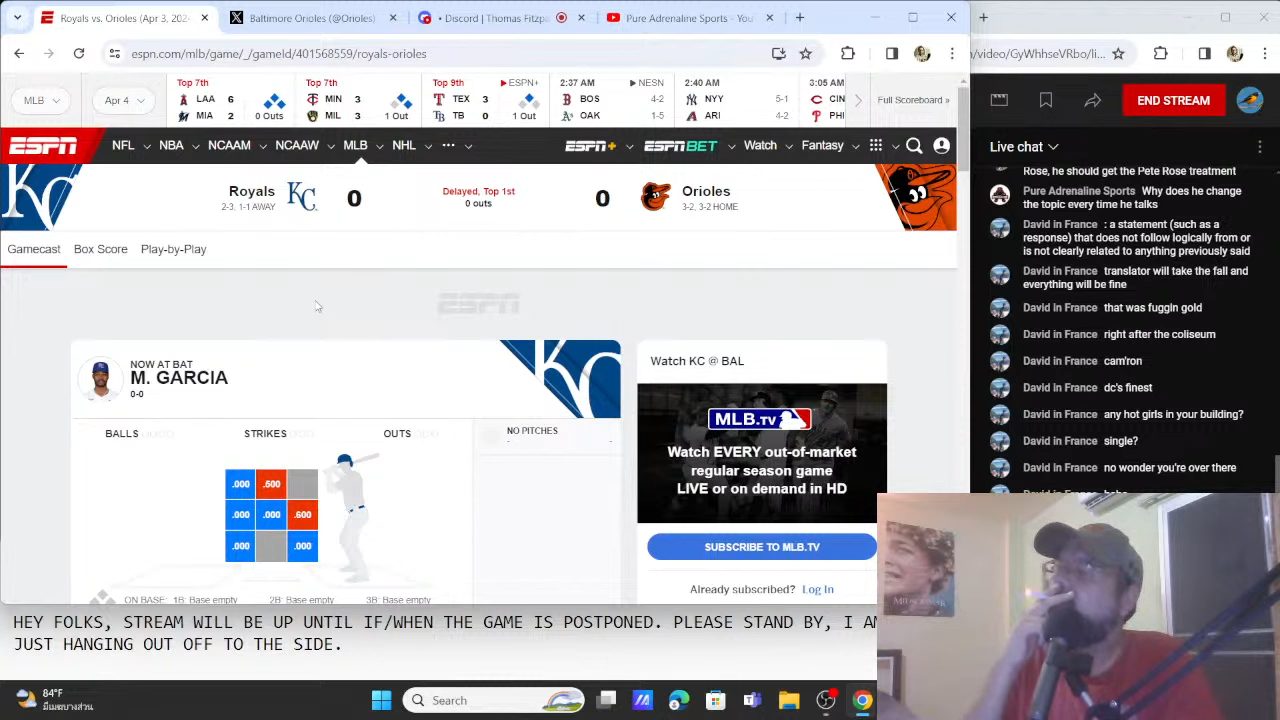 Royals vs. Orioles (Apr 3, 2024
Baltimore Orioles (@Orioles)
• Discord | Thomas Fitzpa
Pure Adrenaline Sports - You
espn.com/mlb/game/_/gameId/401568559/royals-orioles
n/video/GyWhhseVRbo/li...
MLB
Apr 4
Top 7th
LAA 6
MIA 2
0 Outs
Top 7th
MIN 3
MIL 3
1 Out
Top 9th
ESPN+
TEX 3
TB 0
1 Out
2:37 AM
NESN
BOS 4-2
OAK 1-5
2:40 AM
NYY 5-1
ARI 4-2
3:05 AM
CIN
PHI
Full Scoreboard »
ESPN
NFL
NBA
NCAAM
NCAAW
MLB
NHL
ESPN+
ESPN BET
Watch
Fantasy
Royals
2-3, 1-1 AWAY
KC
0
Delayed, Top 1st
0 outs
0
Orioles
3-2, 3-2 HOME
Gamecast
Box Score
Play-by-Play
ESPN
NOW AT BAT
M. GARCIA
0-0
BALLS
STRIKES
OUTS
NO PITCHES
-
-
.000 .500
.000 .000 .600
.000 .000
ON BASE: 1B: Base empty 2B: Base empty 3B: Base empty
Watch KC @ BAL
MLB.TV
Watch EVERY out-of-market
regular season game
LIVE or on demand in HD
SUBSCRIBE TO MLB.TV
Already subscribed? Log In
END STREAM
Live chat
Rose, he should get the Pete Rose treatment
Pure Adrenaline Sports Why does he change
the topic every time he talks
David in France : a statement (such as a
response) that does not follow logically from or
is not clearly related to anything previously said
David in France translator will take the fall and
everything will be fine
David in France that was fuggin gold
David in France right after the coliseum
David in France cam'ron
David in France dc's finest
David in France any hot girls in your building?
David in France single?
David in France no wonder you're over there
HEY FOLKS, STREAM WILL BE UP UNTIL IF/WHEN THE GAME IS POSTPONED. PLEASE STAND BY, I AM
JUST HANGING OUT OFF TO THE SIDE.
84°F
มีเมฆบางส่วน
Search